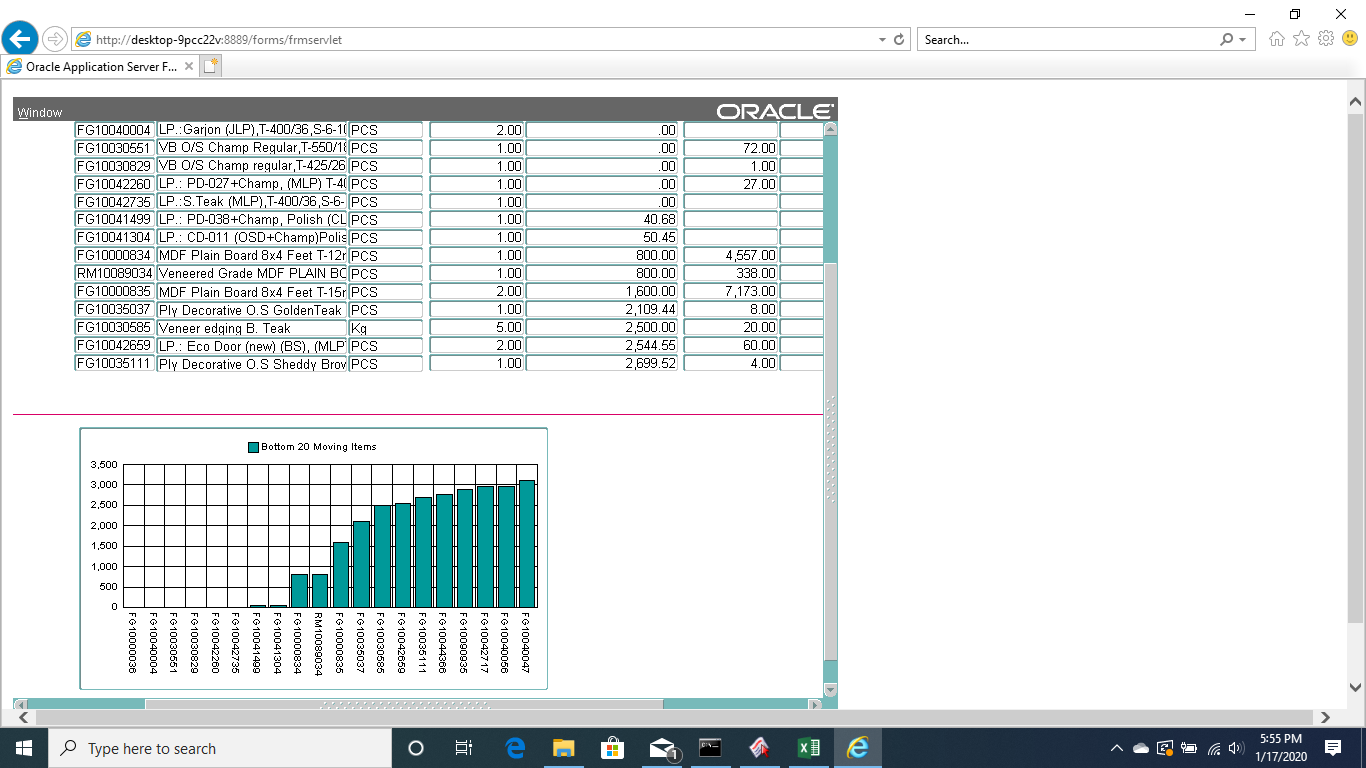 http://desktop-9pcc22v:8889/forms/frmservlet Search...
Oracle Application Server F...
Window ORACLE
FG10040004 LP.:Garjon (JLP),T-400/36,S-6-10 PCS 2.00 .00
FG10030551 VB O/S Champ Regular,T-550/18 PCS 1.00 .00 72.00
FG10030829 VB O/S Champ regular,T-425/26 PCS 1.00 .00 1.00
FG10042260 LP.: PD-027+Champ, (MLP) T-40 PCS 1.00 .00 27.00
FG10042735 LP.:S.Teak (MLP),T-400/36,S-6- PCS 1.00 .00
FG10041499 LP.: PD-038+Champ, Polish (CL PCS 1.00 40.68
FG10041304 LP.: CD-011 (OSD+Champ)Polis PCS 1.00 50.45
FG10000834 MDF Plain Board 8x4 Feet T-12m PCS 1.00 800.00 4,557.00
RM10089034 Veneered Grade MDF PLAIN BO PCS 1.00 800.00 338.00
FG10000835 MDF Plain Board 8x4 Feet T-15m PCS 2.00 1,600.00 7,173.00
FG10035037 Ply Decorative O.S GoldenTeak PCS 1.00 2,109.44 8.00
FG10030585 Veneer edging B. Teak Kg 5.00 2,500.00 20.00
FG10042659 LP.: Eco Door (new) (BS), (MLP PCS 2.00 2,544.55 60.00
FG10035111 Ply Decorative O.S Sheddy Brow PCS 1.00 2,699.52 4.00
Bottom 20 Moving Items
3,500
3,000
2,500
2,000
1,500
1,000
500
0
FG10000036
FG10040004
FG10030551
FG10030829
FG10042260
FG10042735
FG10041499
FG10041304
FG10000834
RM10089034
FG10000835
FG10035037
FG10030585
FG10042659
FG10035111
FG10044366
FG10090935
FG10042717
FG10040056
FG10040047
Type here to search
1
5:55 PM
1/17/2020